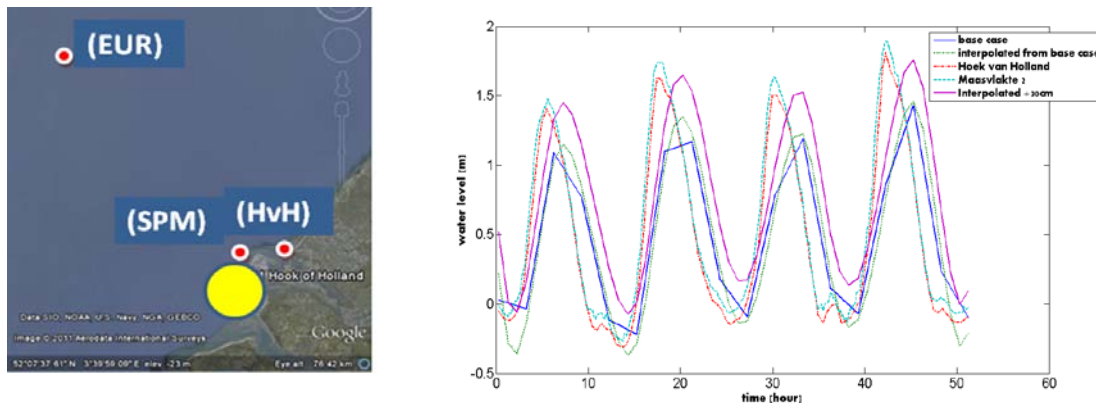 (EUR)
(SPM)
(HvH)
Hook of Holland
Data SIO, NOAA, U.S. Navy, NGA, GEBCO
Image © 2011 Aerodata International Surveys
Google
52°07'37.61" N 3°39'58.09" E elev -23 m
Eye alt 76.42 km
2
1.5
1
0.5
0
-0.5
water level [m]
0
10
20
30
40
50
60
time [hour]
base case
interpolated from base case
Hoek van Holland
Maasvlakte 2
Interpolated +30cm